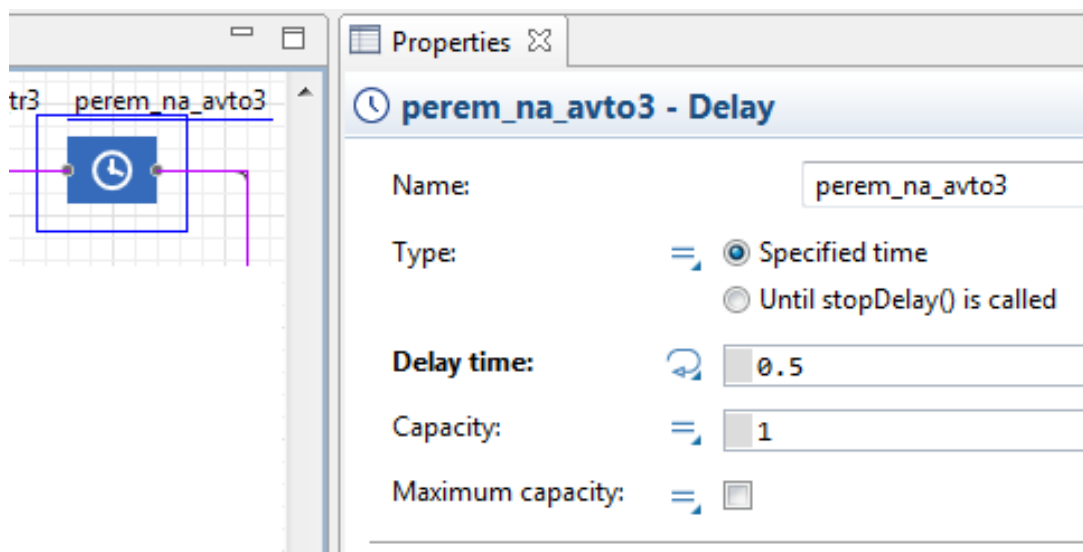 Properties
tr3 perem_na_avto3
perem_na_avto3 - Delay
Name: perem_na_avto3
Type: Specified time
Until stopDelay() is called
Delay time: 0.5
Capacity: 1
Maximum capacity: